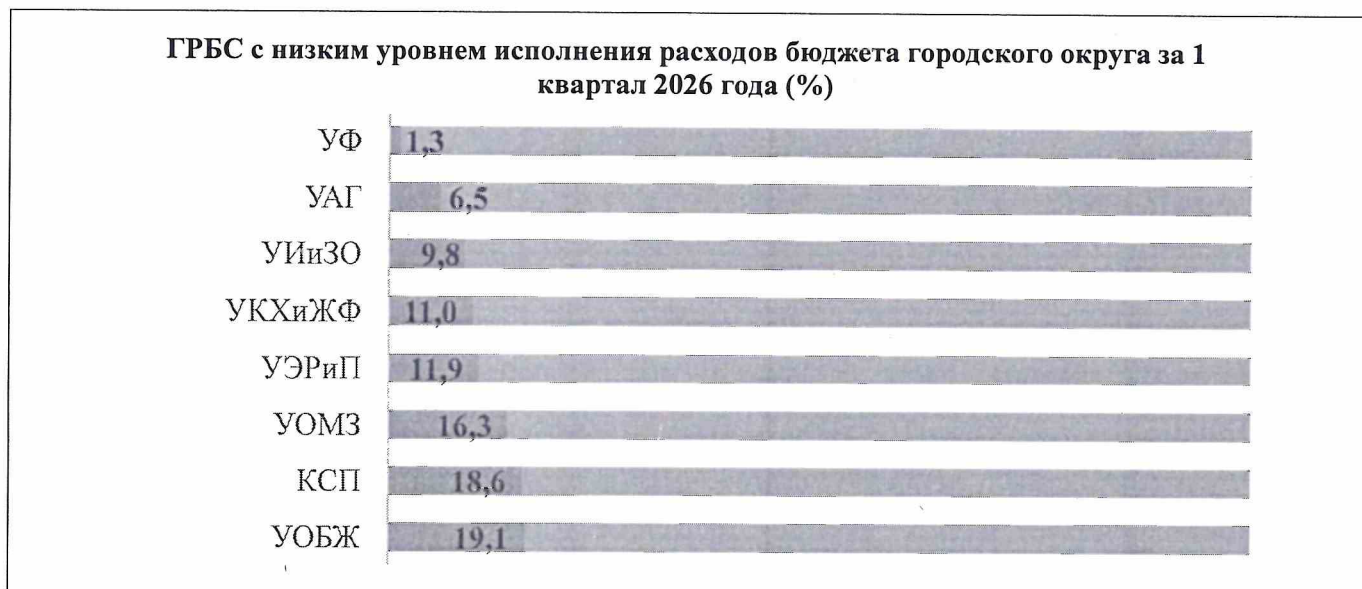 ГРБС с низким уровнем исполнения расходов бюджета городского округа за 1
квартал 2026 года (%)
УФ 1,3
УАГ 6,5
УИиЗО 9,8
УКХиЖФ 11,0
УЭРиП 11,9
УОМЗ 16,3
КСП 18,6
УОБЖ 19,1